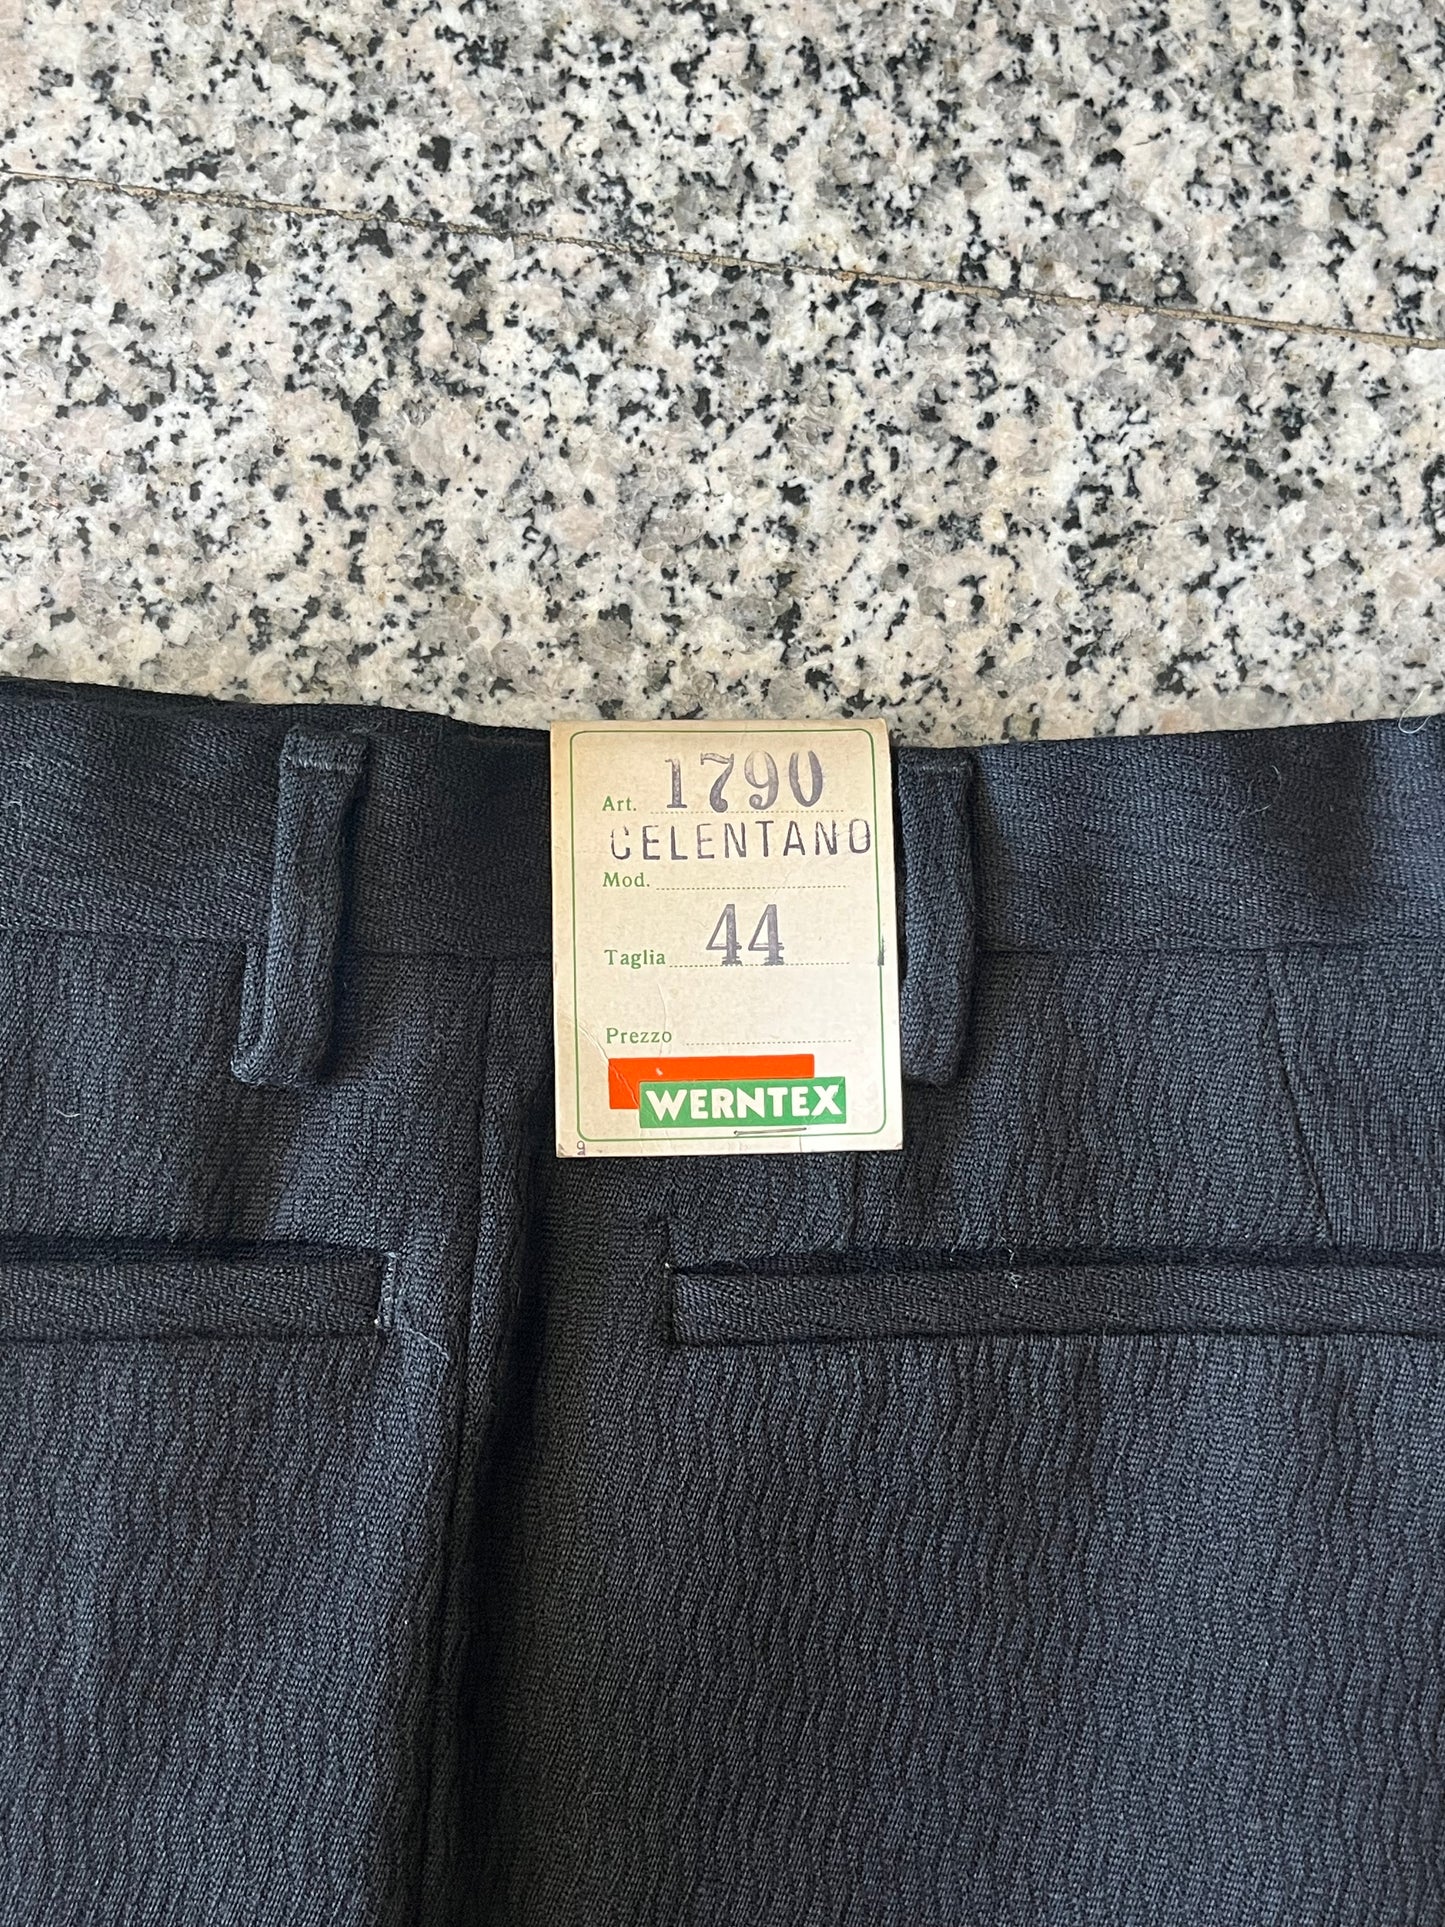 Art. 1790
CELENTANO
Mod.
Taglia 44
Prezzo
WERNTEX